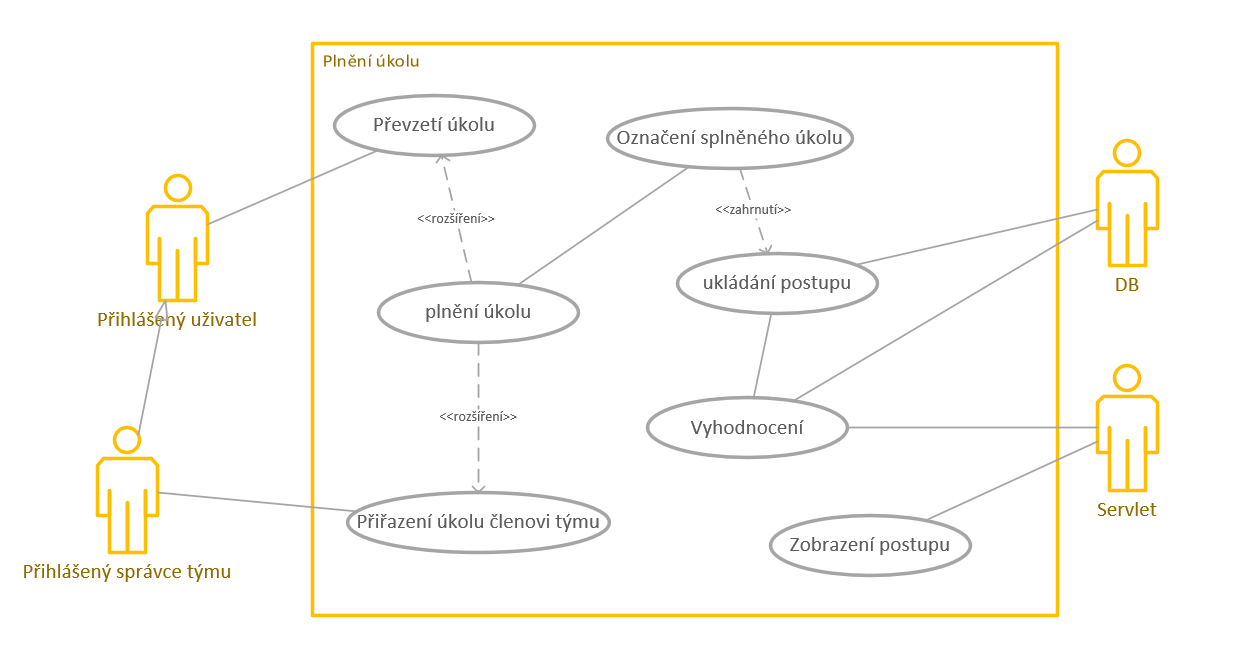 Plnění úkolu
Převzetí úkolu
Označení splněného úkolu
<<rozšíření>>
<<zahrnutí>>
plnění úkolu
ukládání postupu
DB
Přihlášený uživatel
<<rozšíření>>
Vyhodnocení
Přiřazení úkolu členovi týmu
Servlet
Zobrazení postupu
Přihlášený správce týmu